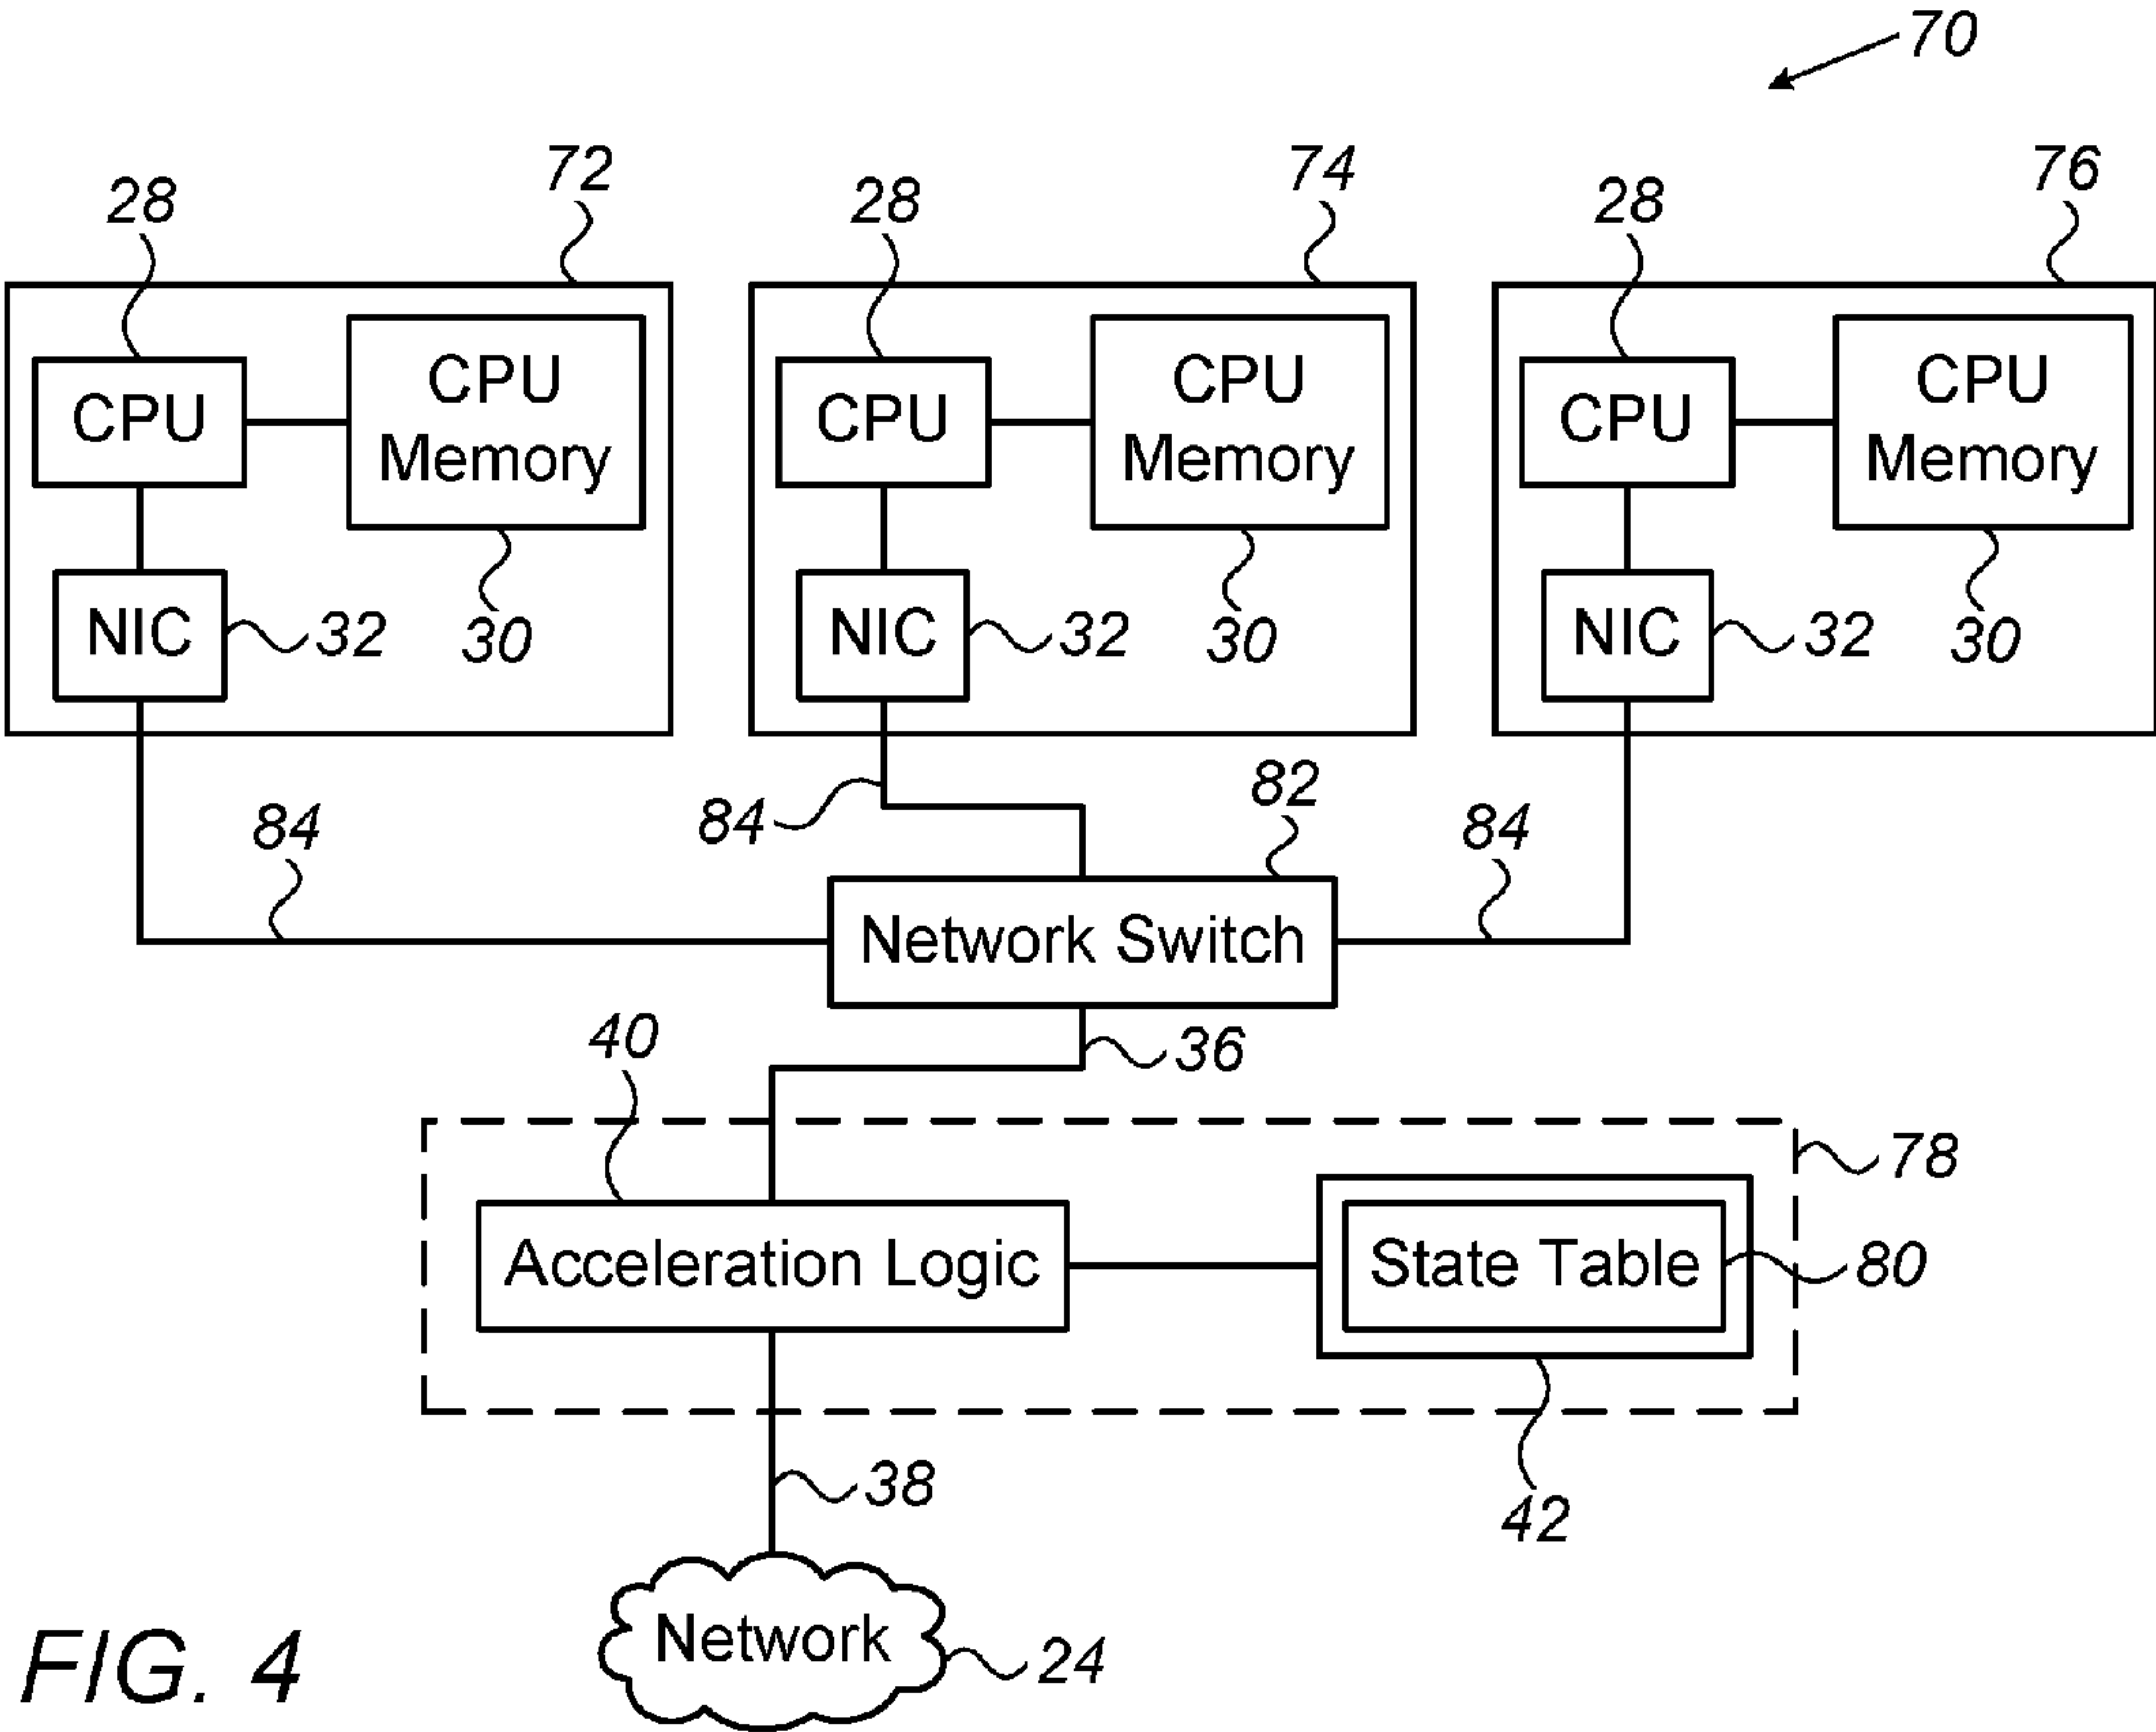 70
72
74
76
28
28
28
CPU
CPU
Memory
CPU
CPU
Memory
CPU
CPU
Memory
NIC
32
30
NIC
32
30
NIC
32
30
84
84
82
84
Network Switch
40
36
78
Acceleration Logic
State Table
80
38
42
Network
24
FIG. 4